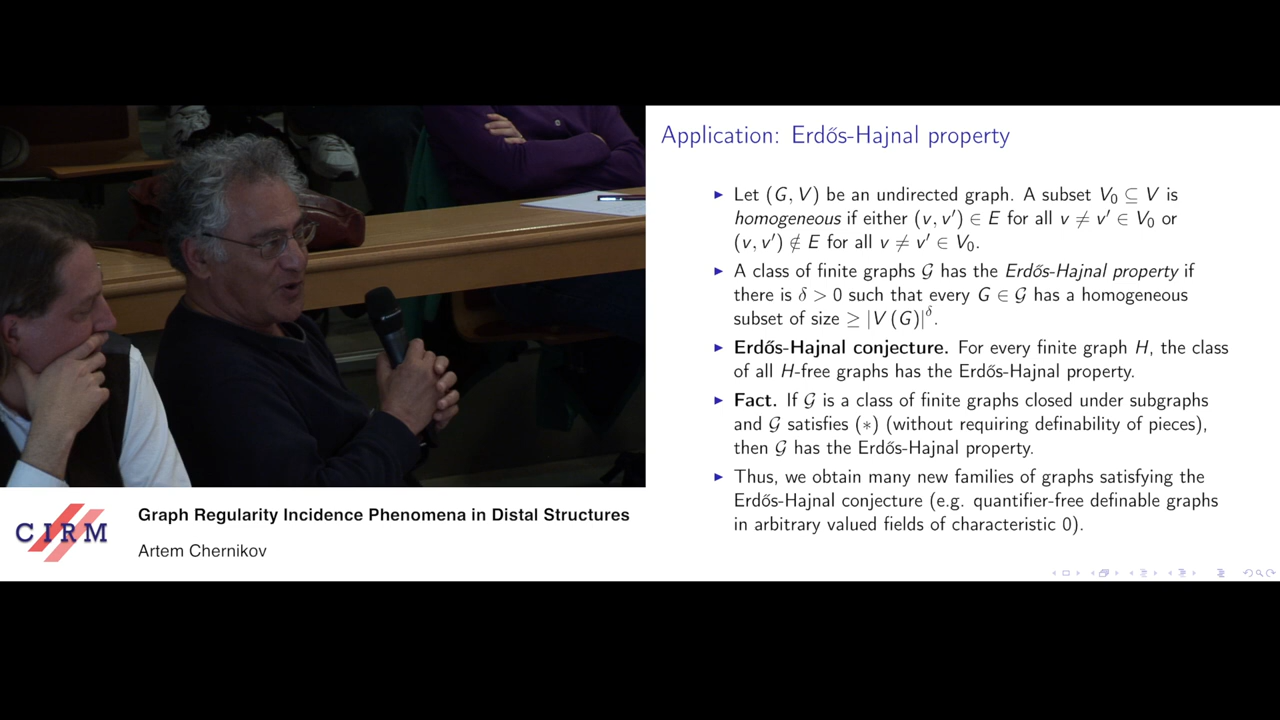 Application: Erdős-Hajnal property
► Let (G, V) be an undirected graph. A subset V₀ ⊆ V is
homogeneous if either (v, v′) ∈ E for all v ≠ v′ ∈ V₀ or
(v, v′) ∉ E for all v ≠ v′ ∈ V₀.
► A class of finite graphs 𝒢 has the Erdős-Hajnal property if
there is δ > 0 such that every G ∈ 𝒢 has a homogeneous
subset of size ≥ |V (G)|^δ.
► Erdős-Hajnal conjecture. For every finite graph H, the class
of all H-free graphs has the Erdős-Hajnal property.
► Fact. If 𝒢 is a class of finite graphs closed under subgraphs
and 𝒢 satisfies (∗) (without requiring definability of pieces),
then 𝒢 has the Erdős-Hajnal property.
► Thus, we obtain many new families of graphs satisfying the
Erdős-Hajnal conjecture (e.g. quantifier-free definable graphs
in arbitrary valued fields of characteristic 0).
CIRM
Graph Regularity Incidence Phenomena in Distal Structures
Artem Chernikov